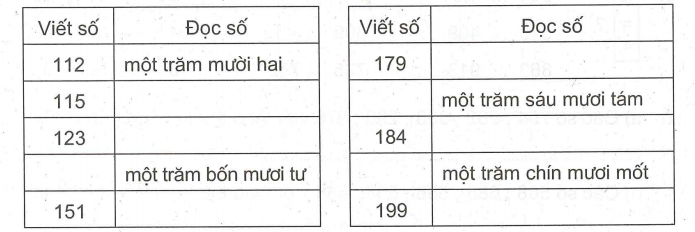 Viết số Đọc số
112 một trăm mười hai
115
123
một trăm bốn mươi tư
151
Viết số Đọc số
179
một trăm sáu mươi tám
184
một trăm chín mươi mốt
199